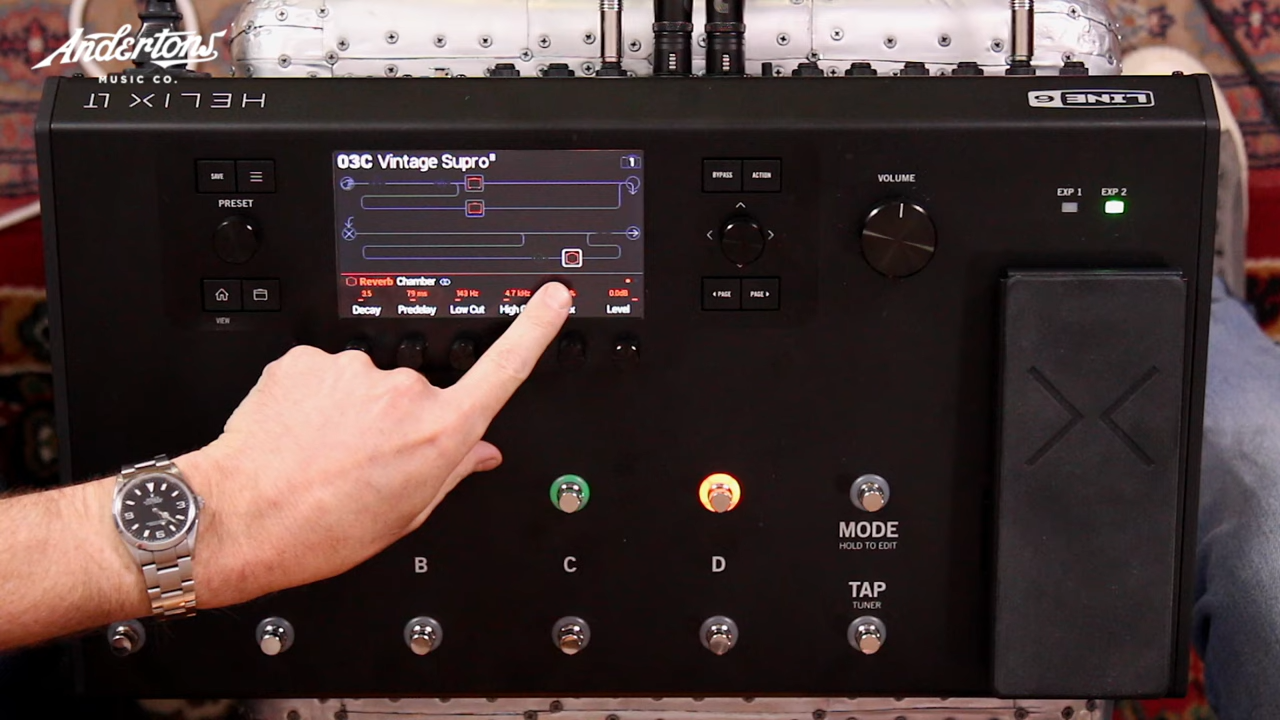 Andertons
MUSIC CO.
HELIX LT
LINE 6
SAVE
PRESET
VIEW
03C Vintage Supro
1
Reverb Chamber
3.5
79 ms
143 Hz
4.7 kHz
0.0dB
Decay
Predelay
Low Cut
Level
BYPASS
ACTION
PAGE
PAGE
VOLUME
EXP 1
EXP 2
B
C
D
MODE
HOLD TO EDIT
TAP
TUNER